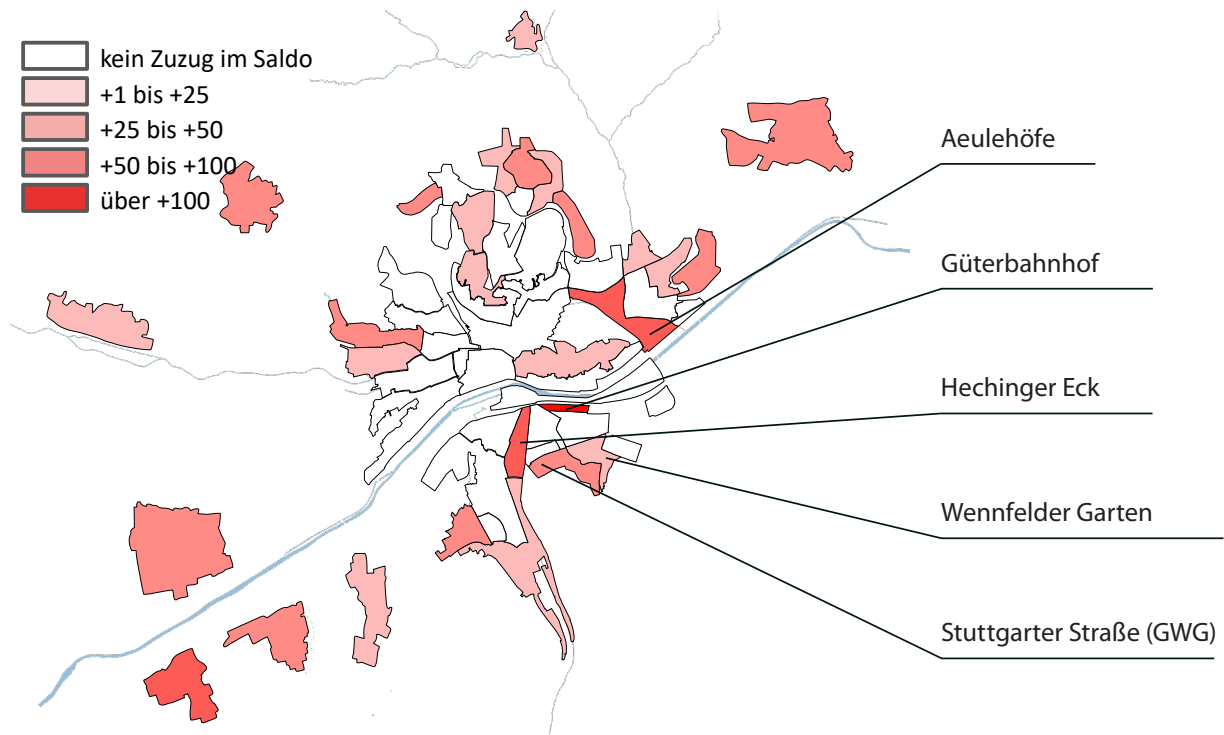 kein Zuzug im Saldo
+1 bis +25
+25 bis +50
+50 bis +100
über +100
Aeulehöfe
Güterbahnhof
Hechinger Eck
Wennfelder Garten
Stuttgarter Straße (GWG)